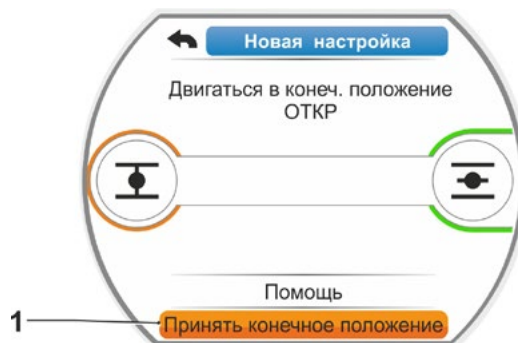 Новая настройка
Двигаться в конеч. положение
ОТКР
Помощь
1
Принять конечное положение